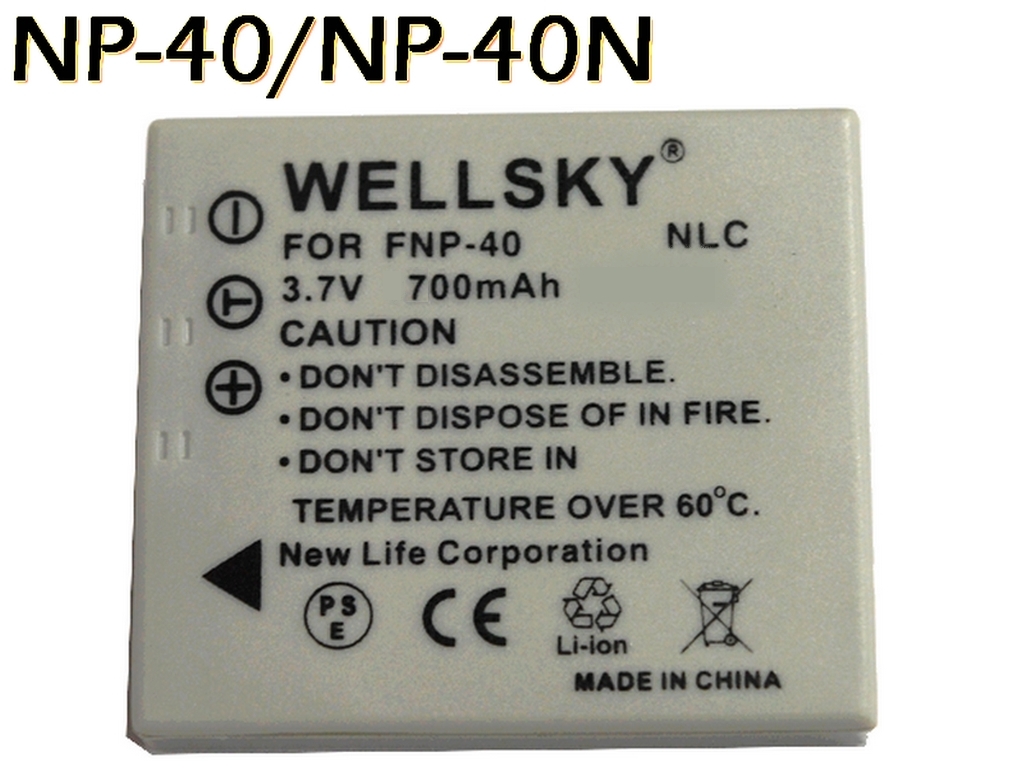 NP-40/NP-40N
WELLSKY®
FOR FNP-40 NLC
3.7V 700mAh
CAUTION
•DON'T DISASSEMBLE.
•DON'T DISPOSE OF IN FIRE.
•DON'T STORE IN
TEMPERATURE OVER 60°C.
New Life Corporation
PS
E
CE
Li-ion
MADE IN CHINA